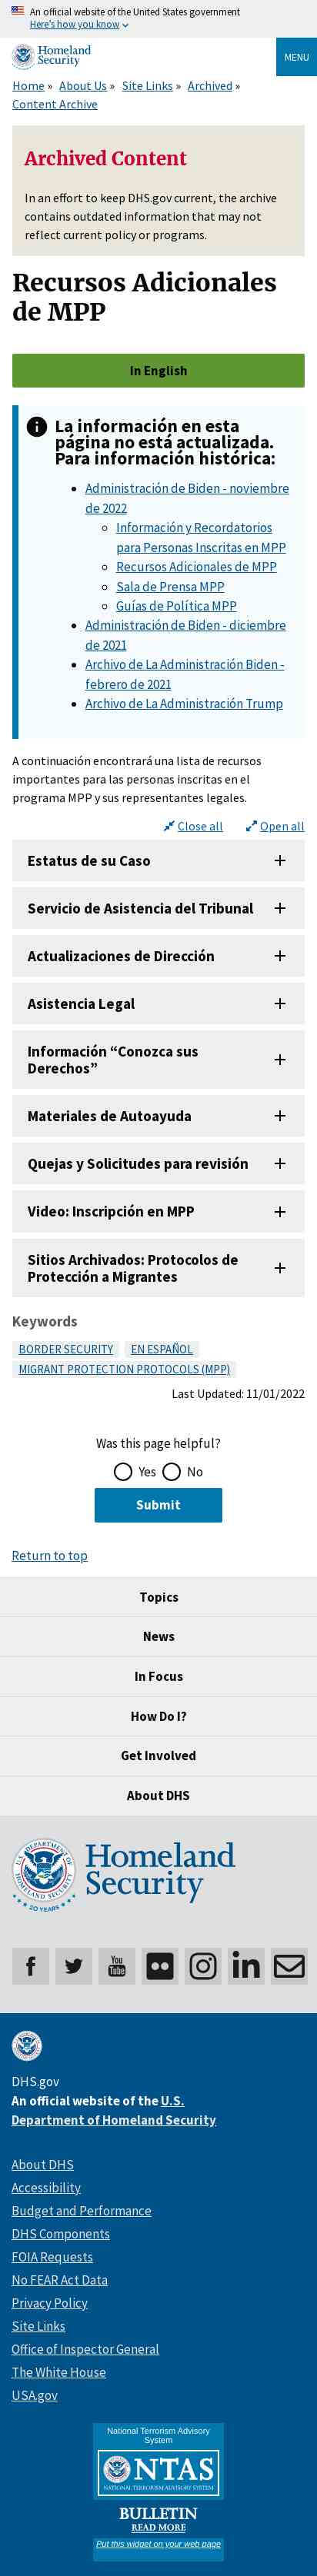 An official website of the United States government
Here's how you know
Homeland
Security
MENU
Home » About Us » Site Links » Archived »
Content Archive
Archived Content
In an effort to keep DHS.gov current, the archive
contains outdated information that may not
reflect current policy or programs.
Recursos Adicionales
de MPP
In English
La información en esta
página no está actualizada.
Para información histórica:
Administración de Biden - noviembre
de 2022
Información y Recordatorios
para Personas Inscritas en MPP
Recursos Adicionales de MPP
Sala de Prensa MPP
Guías de Política MPP
Administración de Biden - diciembre
de 2021
Archivo de La Administración Biden -
febrero de 2021
Archivo de La Administración Trump
A continuación encontrará una lista de recursos
importantes para las personas inscritas en el
programa MPP y sus representantes legales.
Close all Open all
Estatus de su Caso
Servicio de Asistencia del Tribunal
Actualizaciones de Dirección
Asistencia Legal
Información “Conozca sus
Derechos”
Materiales de Autoayuda
Quejas y Solicitudes para revisión
Video: Inscripción en MPP
Sitios Archivados: Protocolos de
Protección a Migrantes
Keywords
BORDER SECURITY EN ESPAÑOL
MIGRANT PROTECTION PROTOCOLS (MPP)
Last Updated: 11/01/2022
Was this page helpful?
Yes No
Submit
Return to top
Topics
News
In Focus
How Do I?
Get Involved
About DHS
U.S. DEPARTMENT OF HOMELAND SECURITY
20 YEARS
Homeland
Security
You
Tube
DHS.gov
An official website of the U.S.
Department of Homeland Security
About DHS
Accessibility
Budget and Performance
DHS Components
FOIA Requests
No FEAR Act Data
Privacy Policy
Site Links
Office of Inspector General
The White House
USA.gov
National Terrorism Advisory
System
NTAS
NATIONAL TERRORISM ADVISORY SYSTEM
BULLETIN
READ MORE
Put this widget on your web page